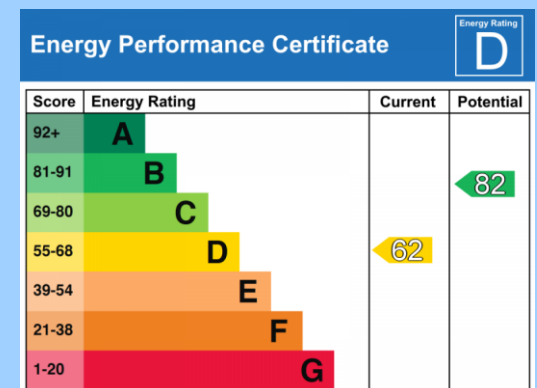 Energy Performance Certificate
Energy Rating
D
Score Energy Rating Current Potential
92+ A
81-91 B 82
69-80 C
55-68 D 62
39-54 E
21-38 F
1-20 G